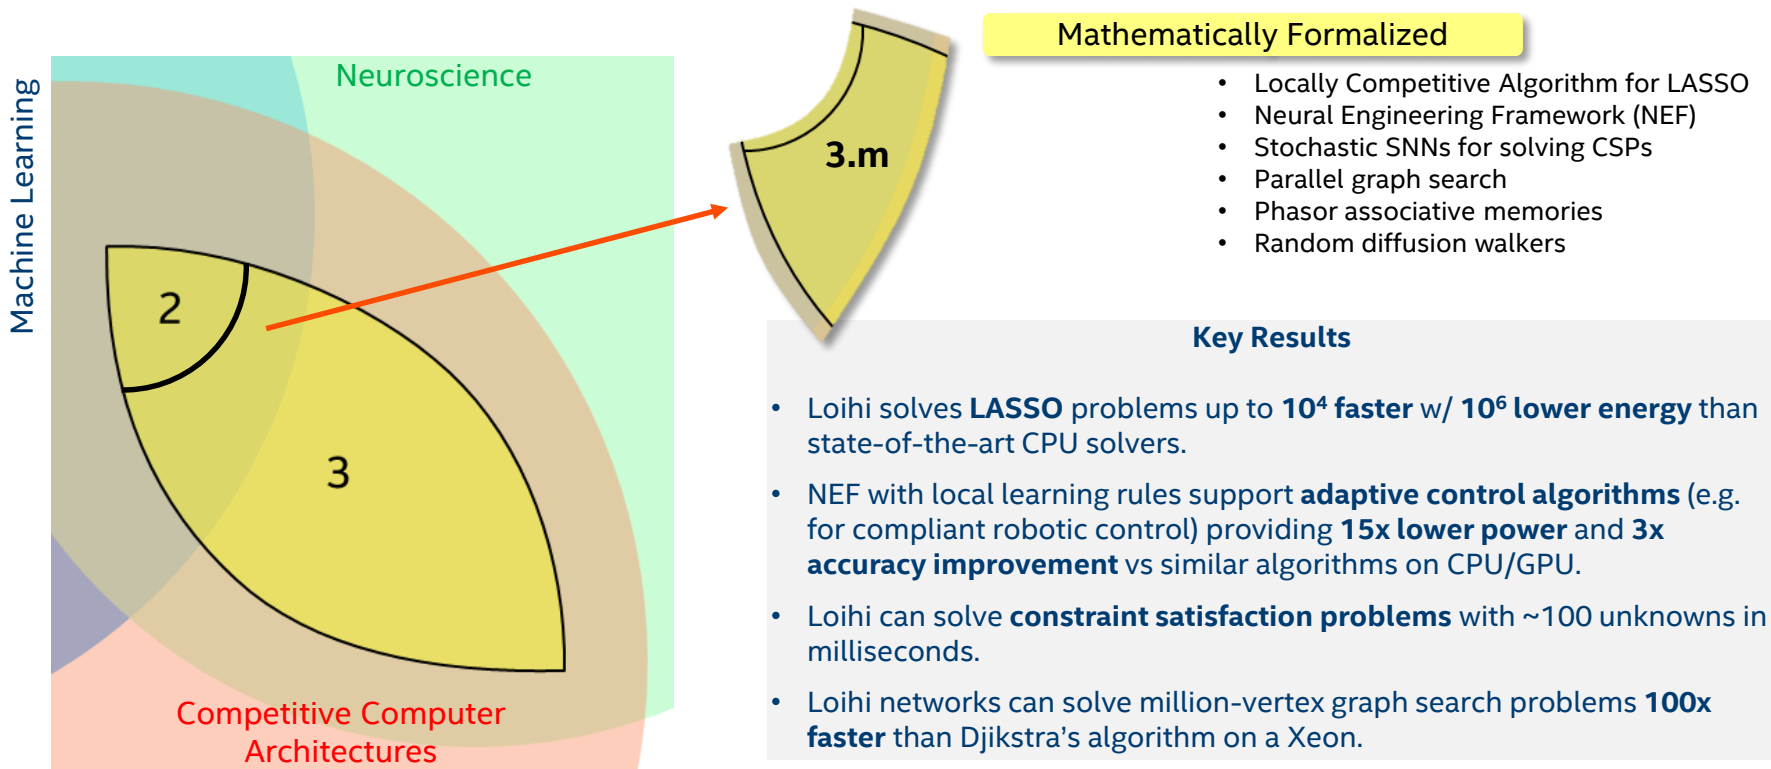 Machine Learning
Neuroscience
2
3
Competitive Computer
Architectures
3.m
Mathematically Formalized
• Locally Competitive Algorithm for LASSO
• Neural Engineering Framework (NEF)
• Stochastic SNNs for solving CSPs
• Parallel graph search
• Phasor associative memories
• Random diffusion walkers
Key Results
• Loihi solves LASSO problems up to 10⁴ faster w/ 10⁶ lower energy than
state-of-the-art CPU solvers.
• NEF with local learning rules support adaptive control algorithms (e.g.
for compliant robotic control) providing 15x lower power and 3x
accuracy improvement vs similar algorithms on CPU/GPU.
• Loihi can solve constraint satisfaction problems with ~100 unknowns in
milliseconds.
• Loihi networks can solve million-vertex graph search problems 100x
faster than Djikstra’s algorithm on a Xeon.